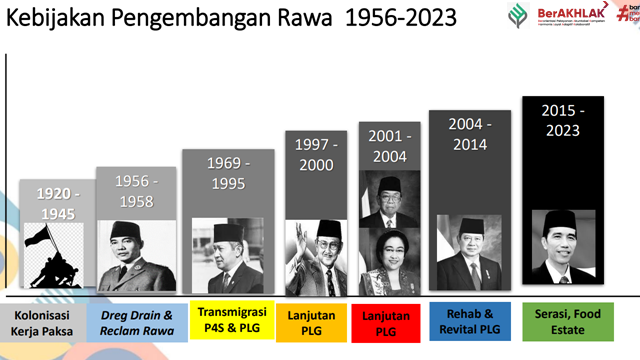 Kebijakan Pengembangan Rawa 1956-2023
BerAKHLAK
#
1920 -
1945
1956 -
1958
1969 -
1995
1997 -
2000
2001 -
2004
2004 -
2014
2015 -
2023
Kolonisasi
Kerja Paksa
Dreg Drain &
Reclam Rawa
Transmigrasi
P4S & PLG
Lanjutan
PLG
Lanjutan
PLG
Rehab &
Revital PLG
Serasi, Food
Estate